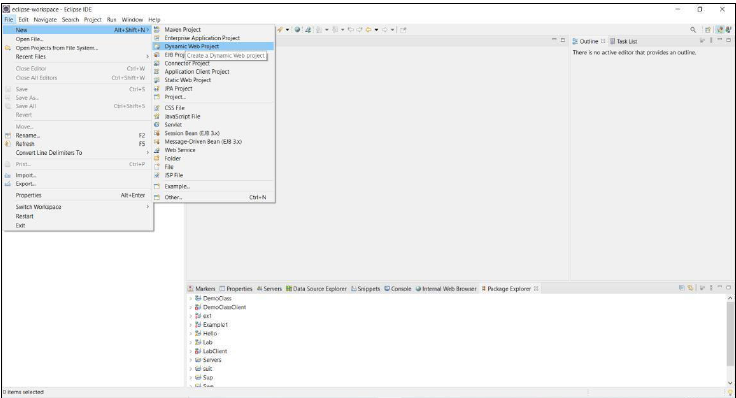 eclipse-workspace - Eclipse IDE
File Edit Navigate Search Project Run Window Help
New Alt+Shift+N
Open File...
Open Projects from File System...
Recent Files
Close Editor Ctrl+W
Close All Editors Ctrl+Shift+W
Save Ctrl+S
Save As...
Save All Ctrl+Shift+S
Revert
Move...
Rename... F2
Refresh F5
Convert Line Delimiters To
Print... Ctrl+P
Import...
Export...
Properties Alt+Enter
Switch Workspace
Restart
Exit
Maven Project
Enterprise Application Project
Dynamic Web Project
EJB Proj Create a Dynamic Web project
Connector Project
Application Client Project
Static Web Project
JPA Project
Project...
CSS File
JavaScript File
Servlet
Session Bean (EJB 3.x)
Message-Driven Bean (EJB 3.x)
Web Service
Folder
File
JSP File
Example...
Other... Ctrl+N
Outline Task List
There is no active editor that provides an outline.
Markers Properties Servers Data Source Explorer Snippets Console Internal Web Browser Package Explorer
DemoClass
DemoClassClient
ex1
Example1
Hello
Lab
LabClient
Servers
suit
Sup
0 items selected